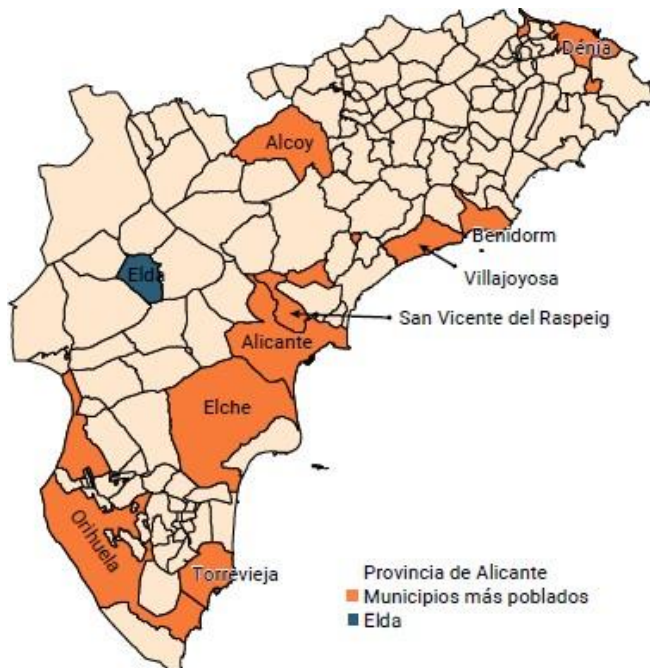 Dénia
Alcoy
Benidorm
Elda
Villajoyosa
San Vicente del Raspeig
Alicante
Elche
Orihuela
Torrevieja
Provincia de Alicante
Municipios más poblados
Elda